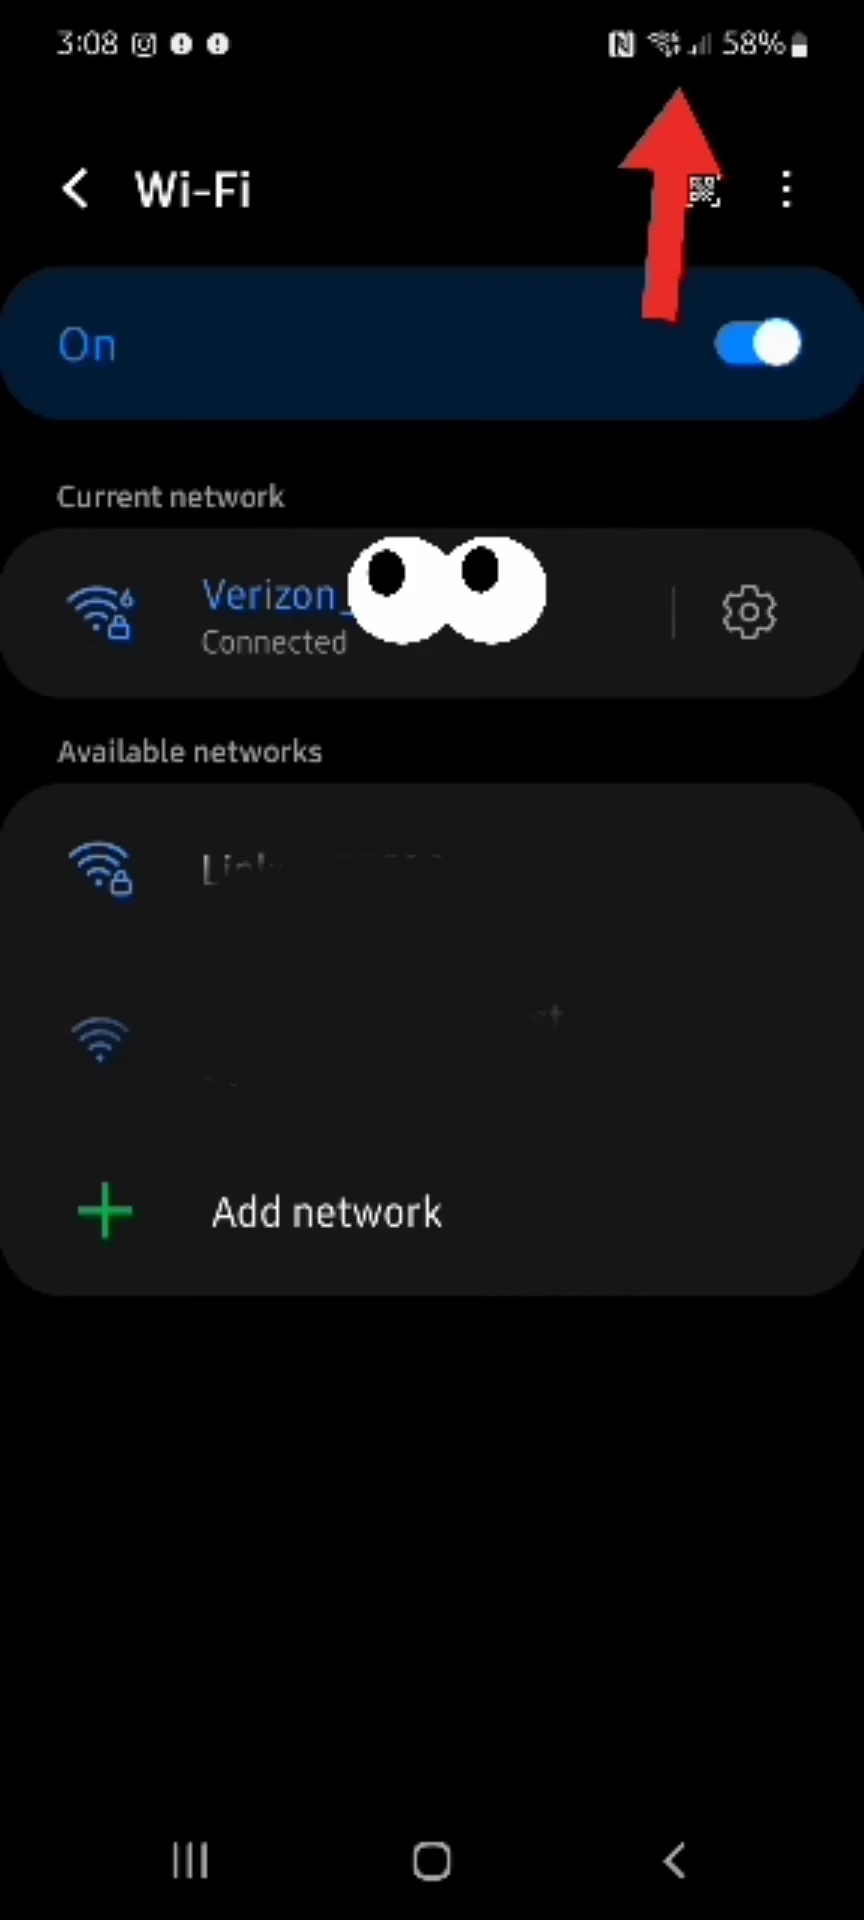 3:08 58%
Wi-Fi
On
Current network
Verizon_
Connected
Available networks
Add network